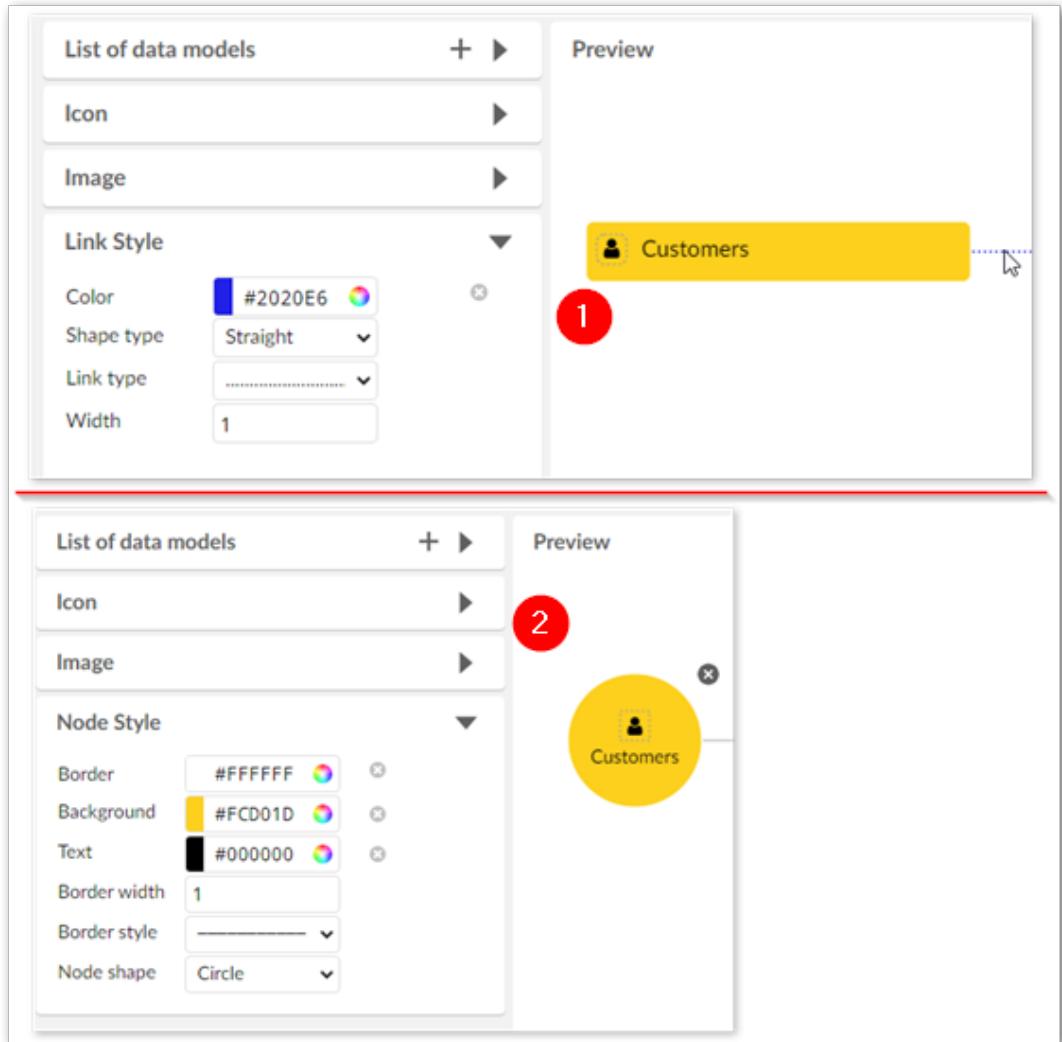 List of data models
Preview
Icon
Image
Link Style
Customers
Color #2020E6
1
Shape type Straight
Link type
Width 1
List of data models
Preview
Icon
2
Image
Node Style
Customers
Border #FFFFFF
Background #FCD01D
Text #000000
Border width 1
Border style
Node shape Circle